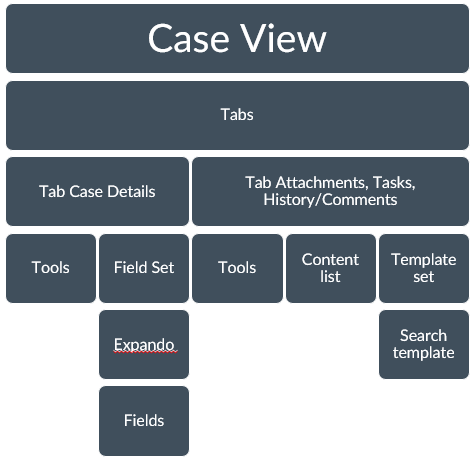 Case View
Tabs
Tab Case Details
Tab Attachments, Tasks,
History/Comments
Tools
Field Set
Tools
Content
list
Template
set
Expando
Search
template
Fields